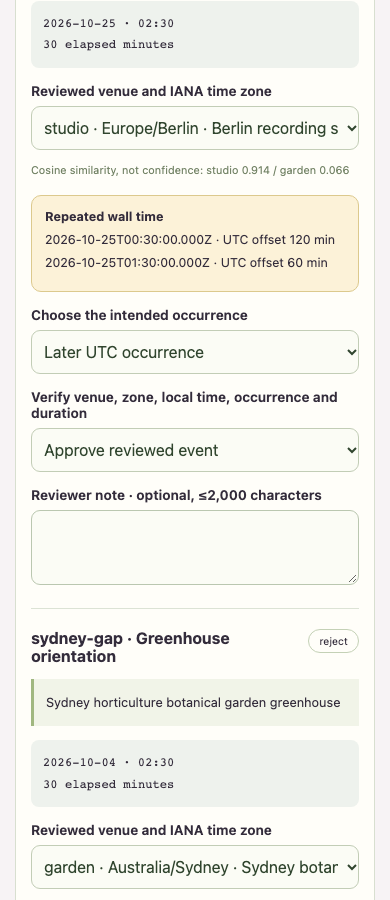 2026-10-25 · 02:30
30 elapsed minutes
Reviewed venue and IANA time zone
studio · Europe/Berlin · Berlin recording s
Cosine similarity, not confidence: studio 0.914 / garden 0.066
Repeated wall time
2026-10-25T00:30:00.000Z · UTC offset 120 min
2026-10-25T01:30:00.000Z · UTC offset 60 min
Choose the intended occurrence
Later UTC occurrence
Verify venue, zone, local time, occurrence and
duration
Approve reviewed event
Reviewer note · optional, ≤2,000 characters
sydney-gap · Greenhouse
orientation
reject
Sydney horticulture botanical garden greenhouse
2026-10-04 · 02:30
30 elapsed minutes
Reviewed venue and IANA time zone
garden · Australia/Sydney · Sydney botar